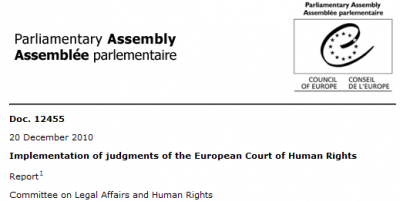 Parliamentary Assembly
Assemblée parlementaire
Parliamentary Assembly
Assemblée parlementaire
COUNCIL CONSEIL
OF EUROPE DE L'EUROPE
Doc. 12455
20 December 2010
Implementation of judgments of the European Court of Human Rights
Report1
Committee on Legal Affairs and Human Rights